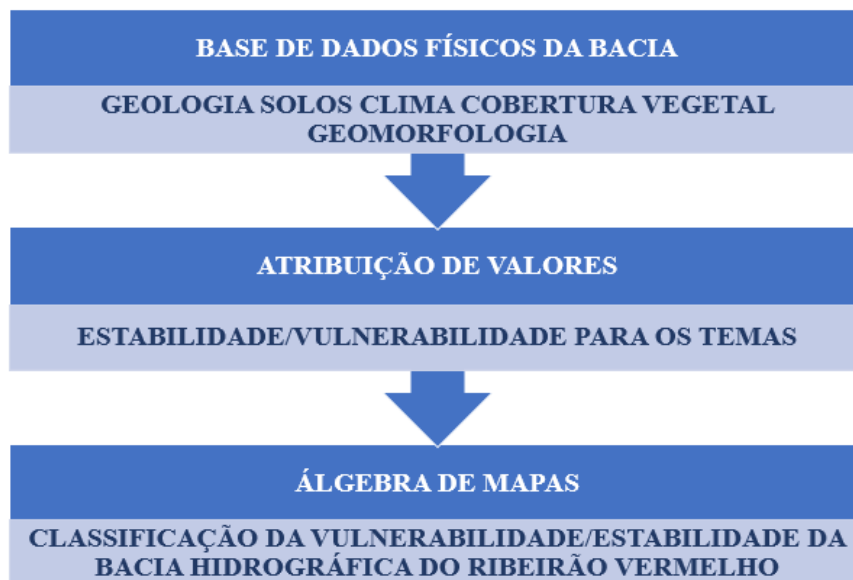 BASE DE DADOS FÍSICOS DA BACIA
GEOLOGIA SOLOS CLIMA COBERTURA VEGETAL
GEOMORFOLOGIA
ATRIBUIÇÃO DE VALORES
ESTABILIDADE/VULNERABILIDADE PARA OS TEMAS
ÁLGEBRA DE MAPAS
CLASSIFICAÇÃO DA VULNERABILIDADE/ESTABILIDADE DA
BACIA HIDROGRÁFICA DO RIBEIRÃO VERMELHO